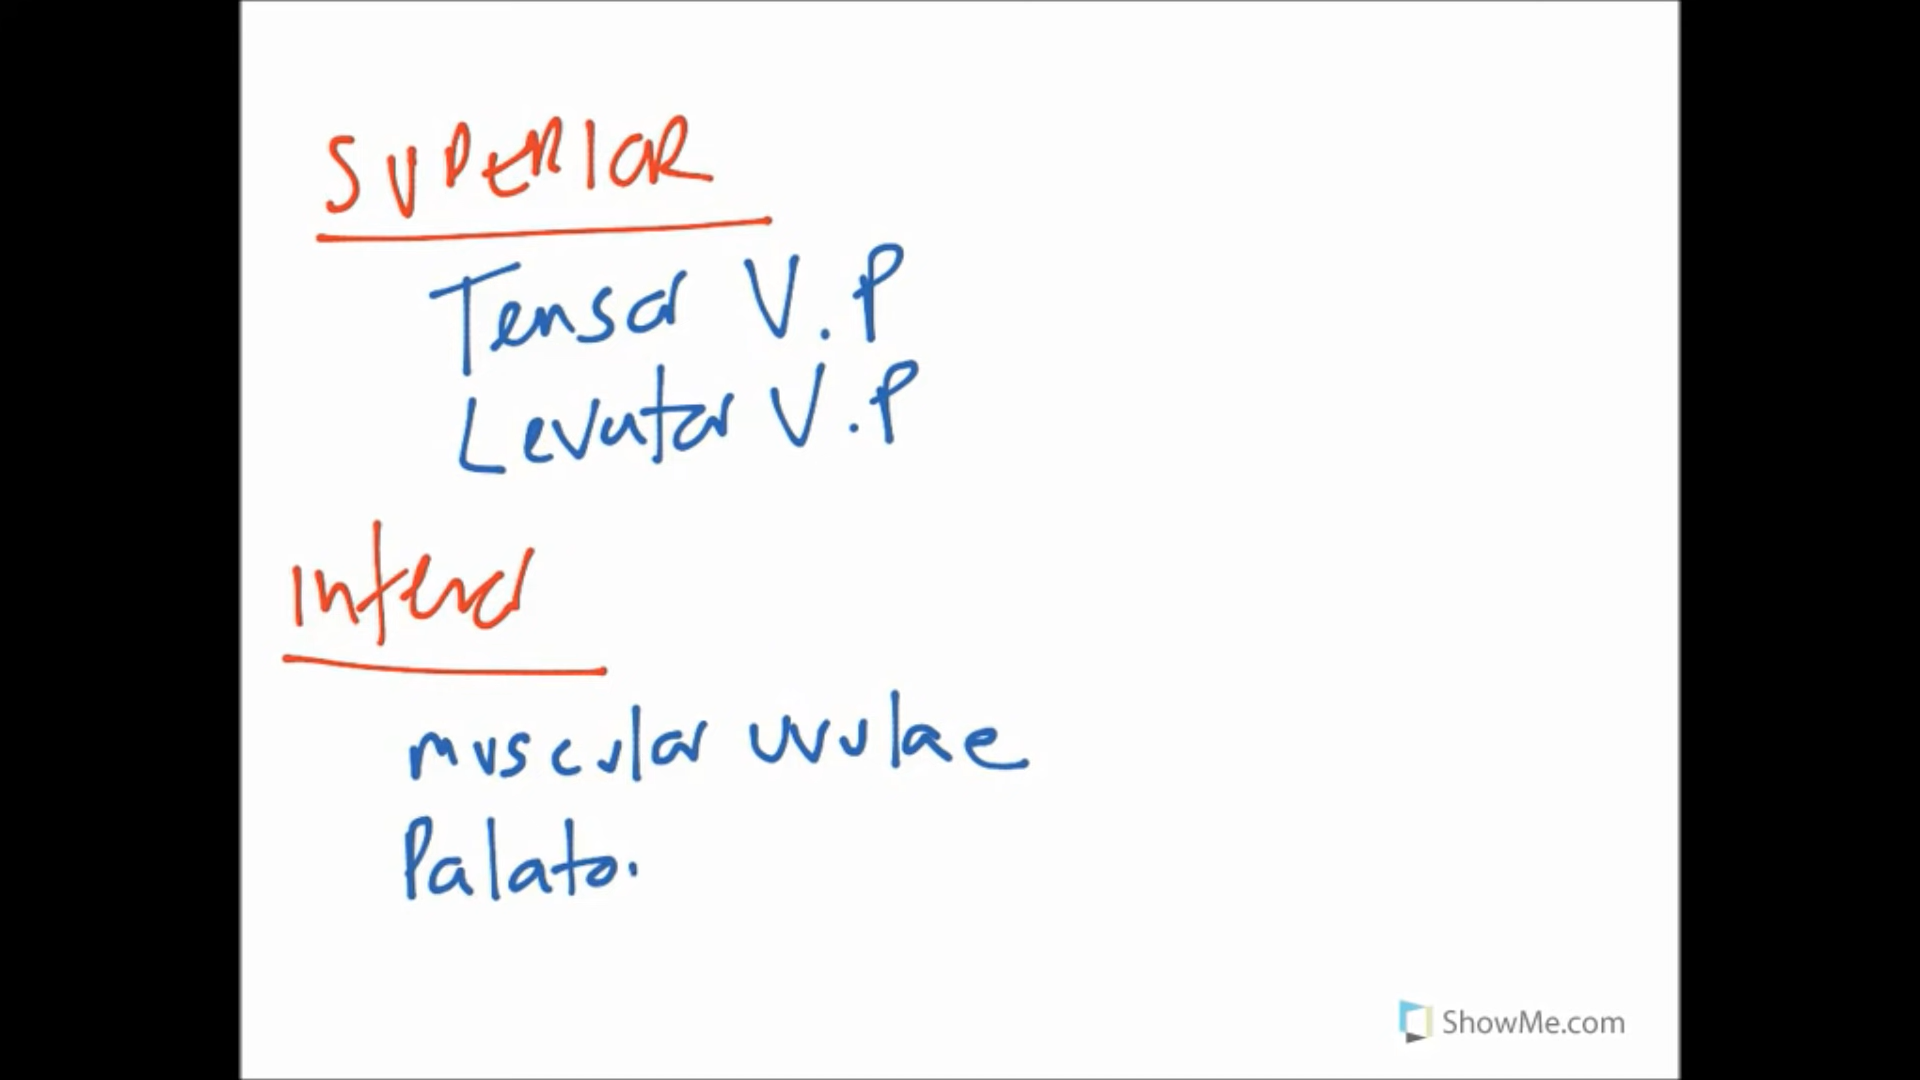 SUPERIOR
Tensor V.P
Levator V.P
Inferior
muscular uvulae
Palato.
ShowMe.com